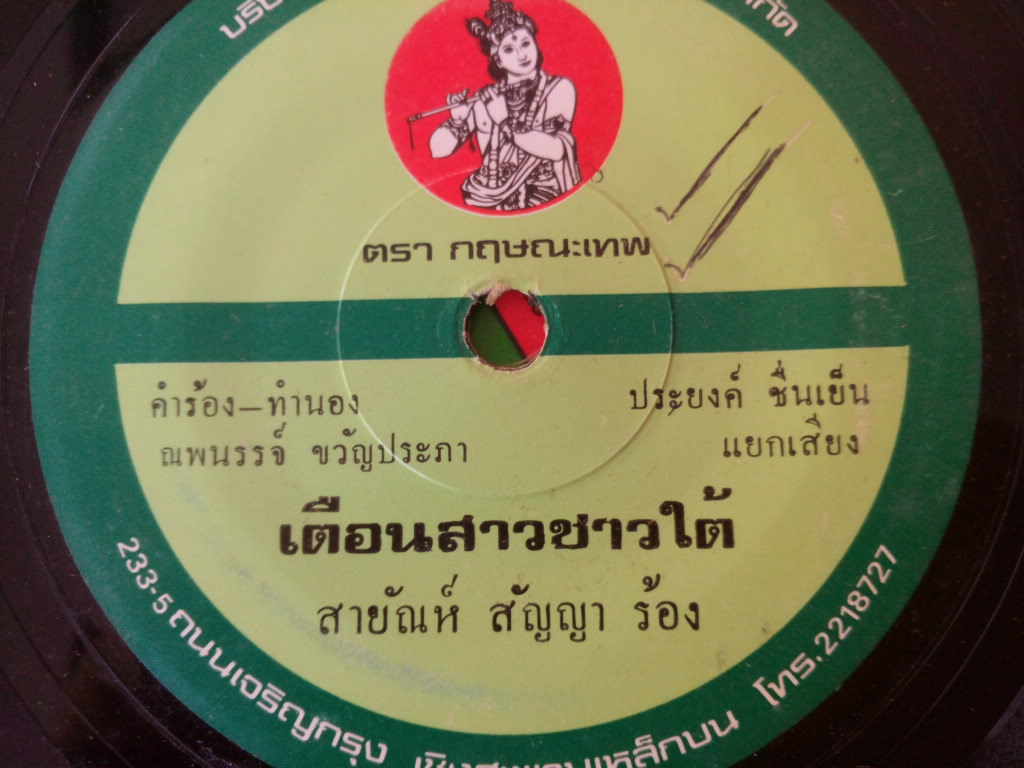 ตรา กฤษณะเทพ
คำร้อง–ทำนอง
ณพนรรจ์ ขวัญประภา
ประยงค์ ชื่นเย็น
แยกเสียง
เตือนสาวชาวใต้
สายัณห์ สัญญา ร้อง
233-5 ถนนเจริญกรุง โทร.2218727